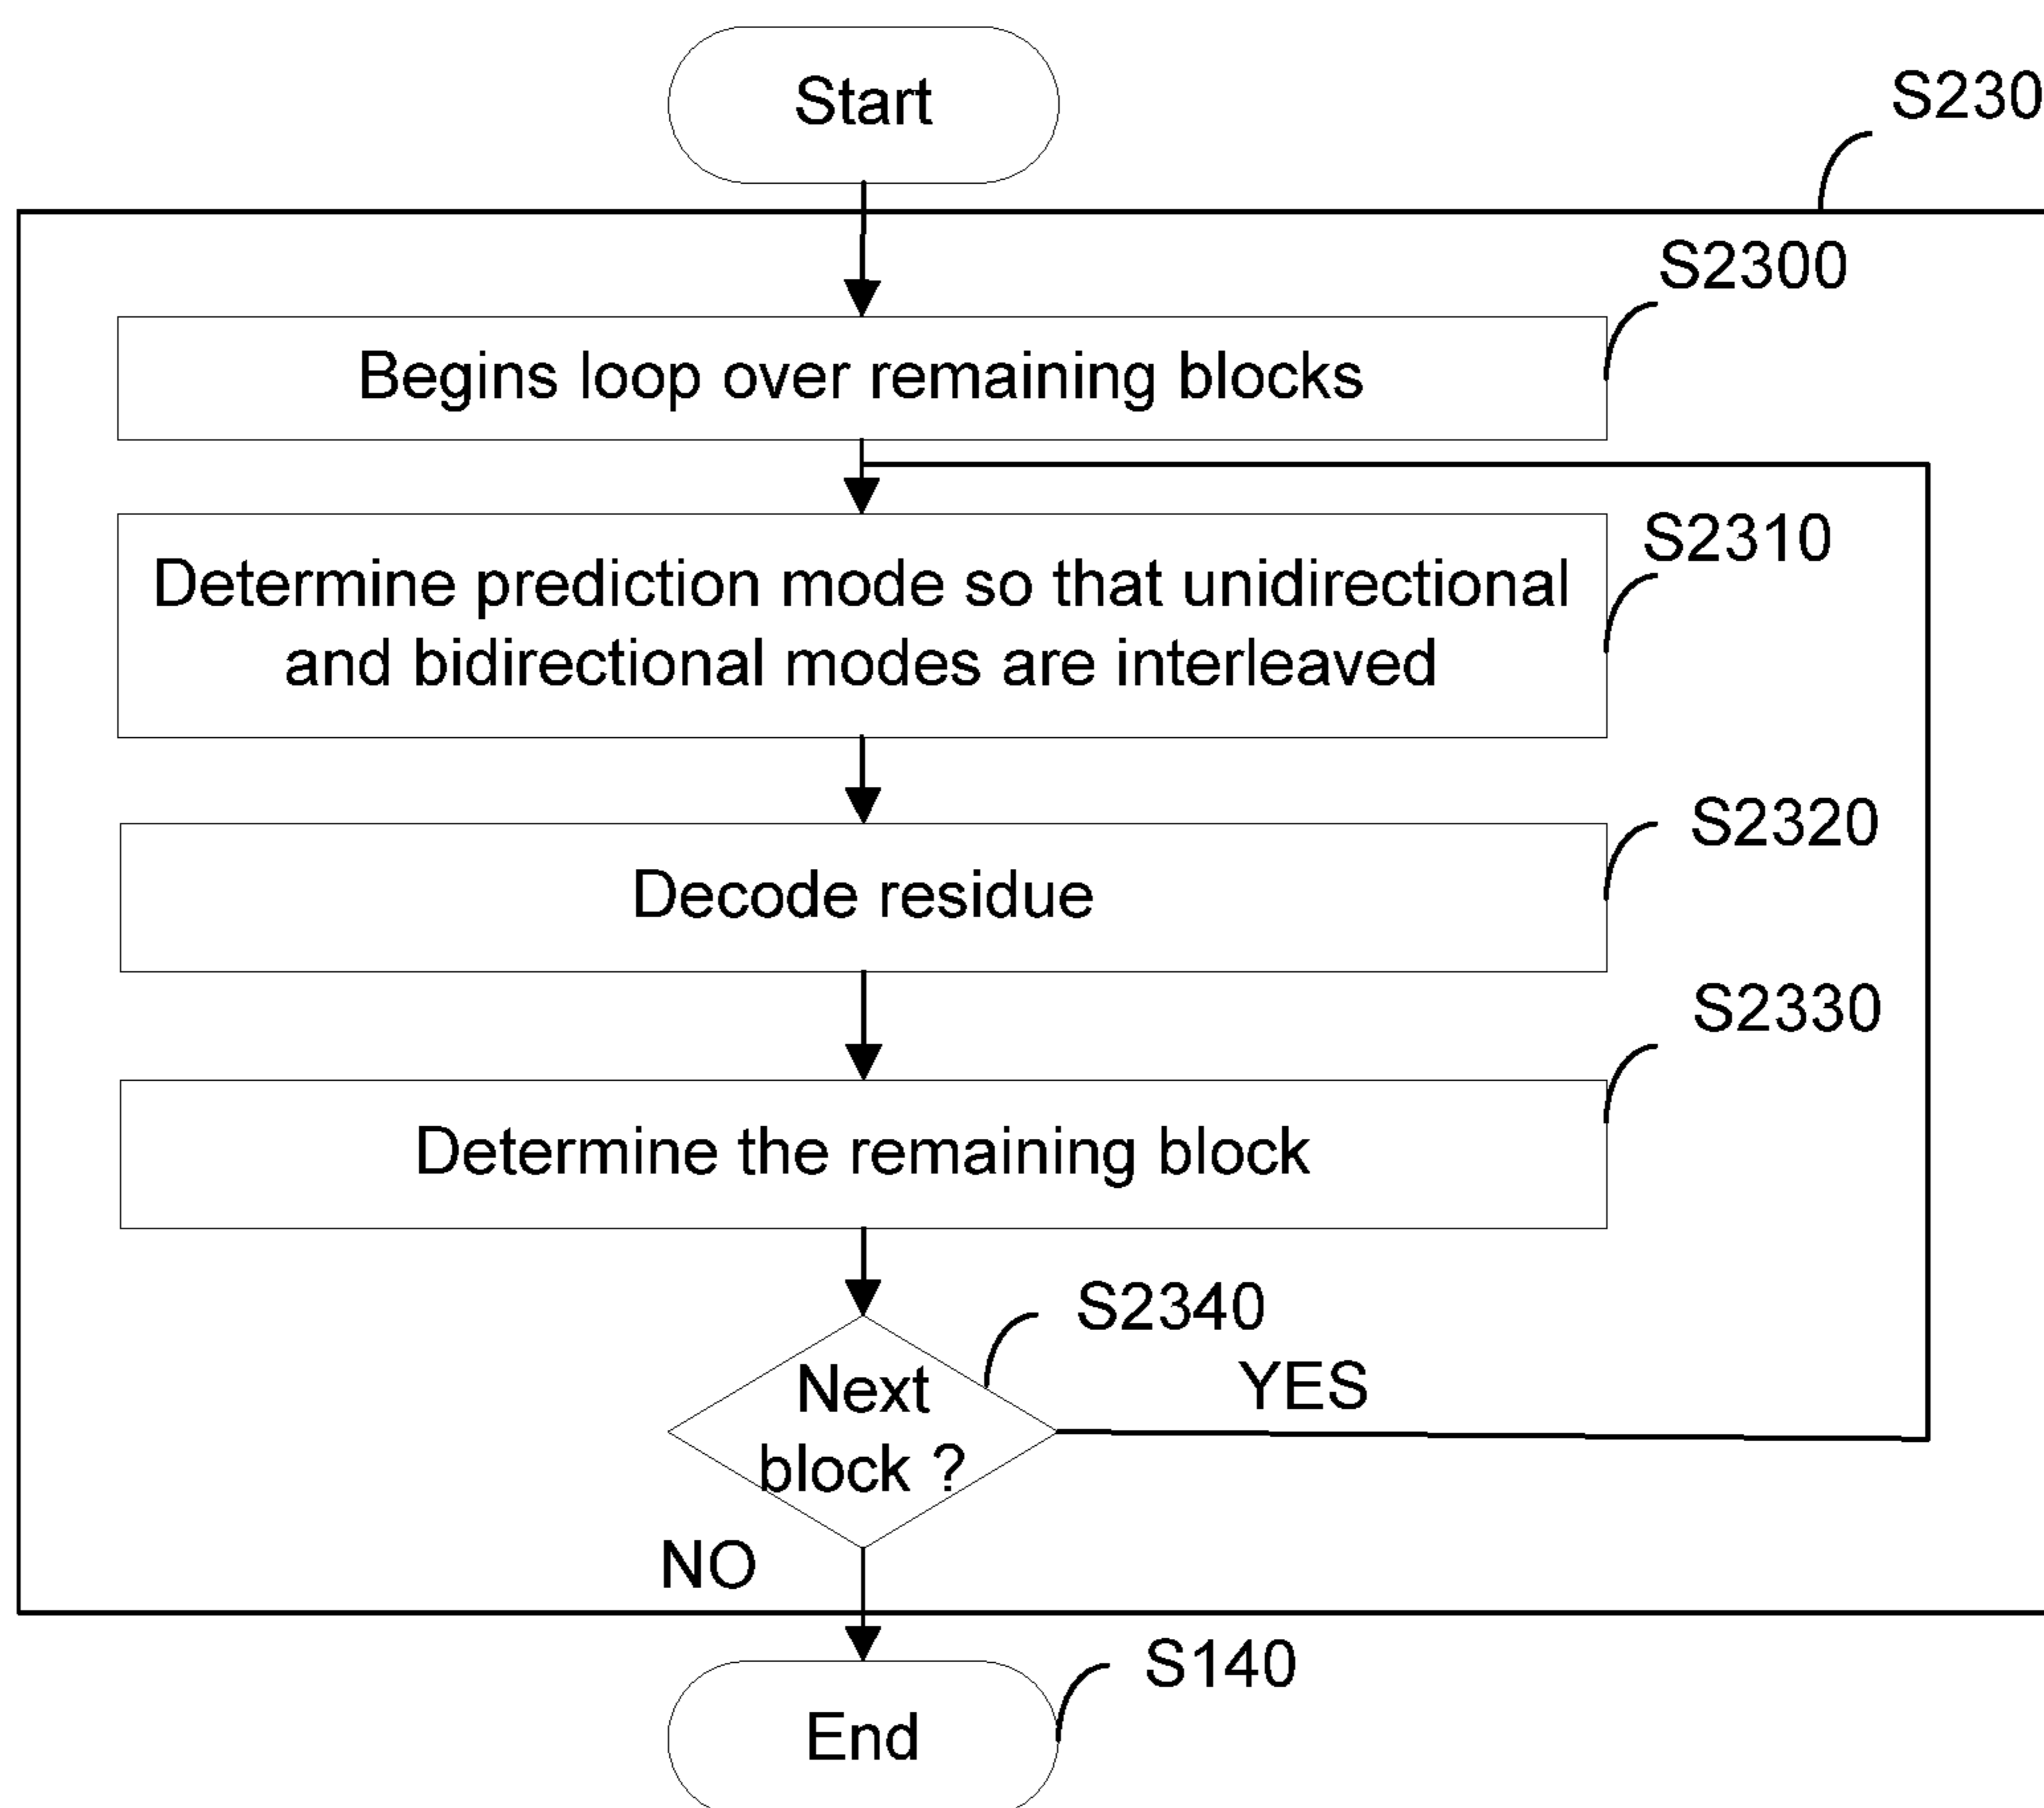 Start
S230
S2300
Begins loop over remaining blocks
S2310
Determine prediction mode so that unidirectional
and bidirectional modes are interleaved
S2320
Decode residue
S2330
Determine the remaining block
S2340
Next
block ?
YES
NO
S140
End